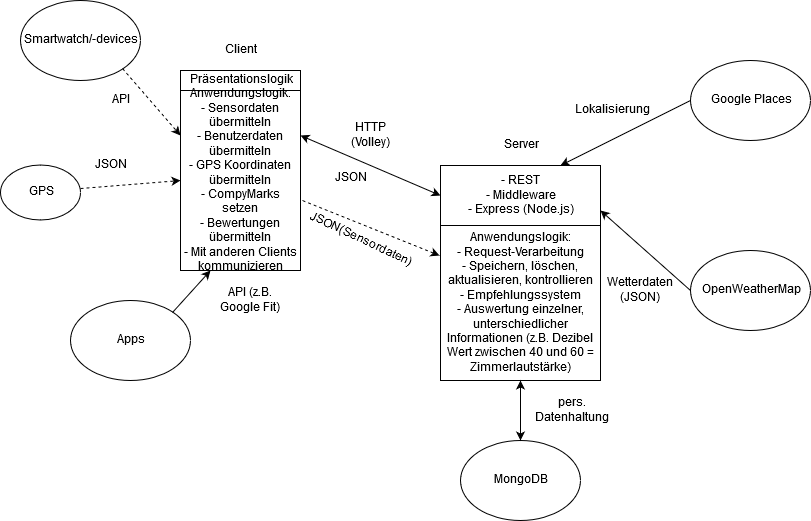 Smartwatch/-devices
API
JSON
GPS
Client
Präsentationslogik
Anwendungslogik:
- Sensordaten
übermitteln
- Benutzerdaten
übermitteln
- GPS Koordinaten
übermitteln
- CompyMarks
setzen
- Bewertungen
übermitteln
- Mit anderen Clients
kommunizieren
API (z.B.
Google Fit)
Apps
HTTP
(Volley)
JSON
JSON(Sensordaten)
Server
- REST
- Middleware
- Express (Node.js)
Anwendungslogik:
- Request-Verarbeitung
- Speichern, löschen,
aktualisieren, kontrollieren
- Empfehlungssystem
- Auswertung einzelner,
unterschiedlicher
Informationen (z.B. Dezibel
Wert zwischen 40 und 60 =
Zimmerlautstärke)
pers.
Datenhaltung
MongoDB
Lokalisierung
Google Places
Wetterdaten
(JSON)
OpenWeatherMap